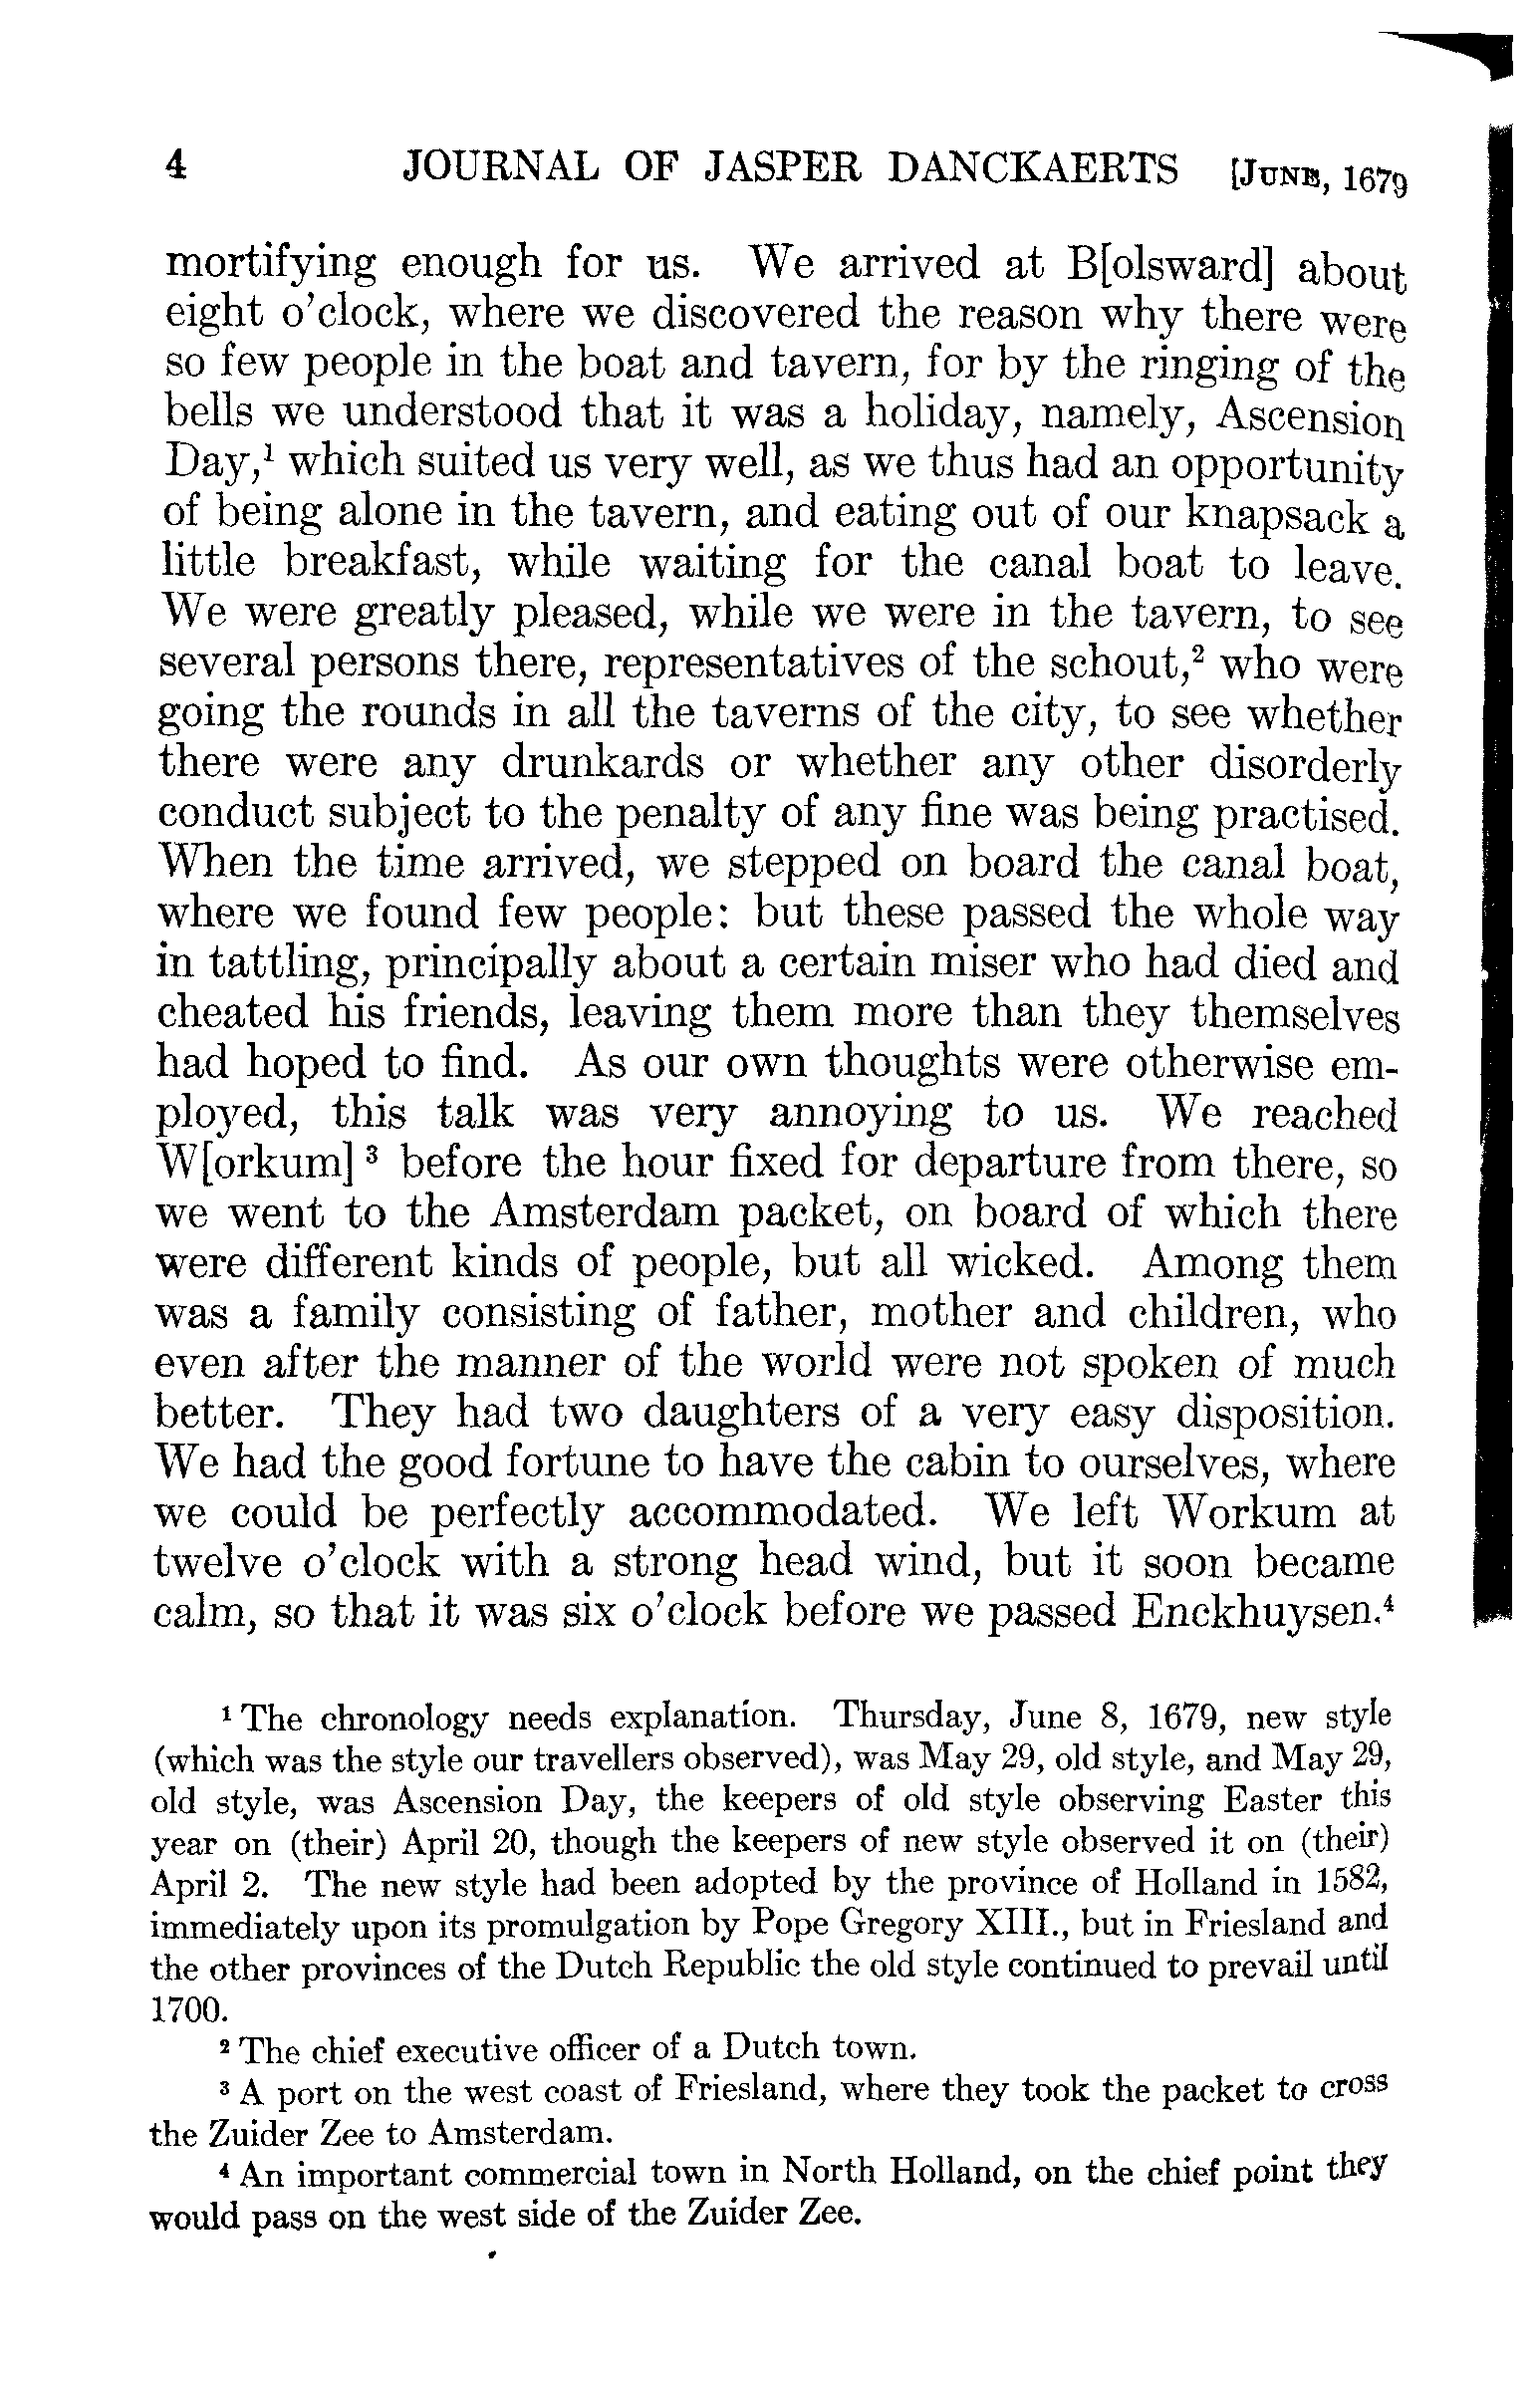 4 JOURNAL OF JASPER DANCKAERTS [JUNE, 1679
mortifying enough for us. We arrived at B[olsward] about
eight o'clock, where we discovered the reason why there were
so few people in the boat and tavern, for by the ringing of the
bells we understood that it was a holiday, namely, Ascension
Day,¹ which suited us very well, as we thus had an opportunity
of being alone in the tavern, and eating out of our knapsack a
little breakfast, while waiting for the canal boat to leave.
We were greatly pleased, while we were in the tavern, to see
several persons there, representatives of the schout,² who were
going the rounds in all the taverns of the city, to see whether
there were any drunkards or whether any other disorderly
conduct subject to the penalty of any fine was being practised.
When the time arrived, we stepped on board the canal boat,
where we found few people: but these passed the whole way
in tattling, principally about a certain miser who had died and
cheated his friends, leaving them more than they themselves
had hoped to find. As our own thoughts were otherwise em-
ployed, this talk was very annoying to us. We reached
W[orkum] ³ before the hour fixed for departure from there, so
we went to the Amsterdam packet, on board of which there
were different kinds of people, but all wicked. Among them
was a family consisting of father, mother and children, who
even after the manner of the world were not spoken of much
better. They had two daughters of a very easy disposition.
We had the good fortune to have the cabin to ourselves, where
we could be perfectly accommodated. We left Workum at
twelve o'clock with a strong head wind, but it soon became
calm, so that it was six o'clock before we passed Enckhuysen.⁴
¹ The chronology needs explanation. Thursday, June 8, 1679, new style
(which was the style our travellers observed), was May 29, old style, and May 29,
old style, was Ascension Day, the keepers of old style observing Easter this
year on (their) April 20, though the keepers of new style observed it on (their)
April 2. The new style had been adopted by the province of Holland in 1582,
immediately upon its promulgation by Pope Gregory XIII., but in Friesland and
the other provinces of the Dutch Republic the old style continued to prevail until
1700.
² The chief executive officer of a Dutch town.
³ A port on the west coast of Friesland, where they took the packet to cross
the Zuider Zee to Amsterdam.
⁴ An important commercial town in North Holland, on the chief point they
would pass on the west side of the Zuider Zee.